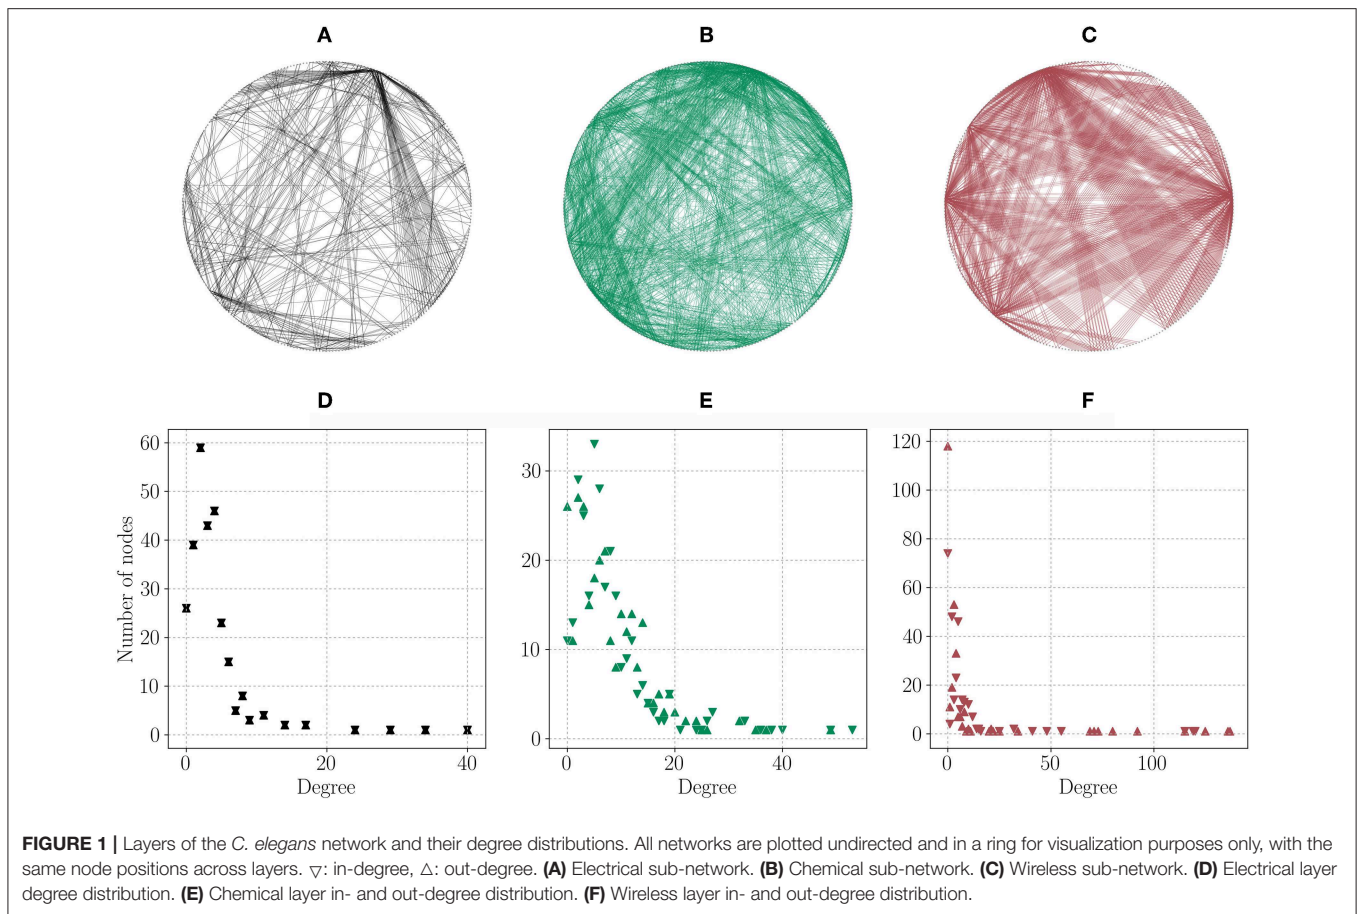 A
B
C
D
E
F
60
50
40
30
20
10
0
Number of nodes
0
20
40
Degree
30
20
10
0
0
20
40
Degree
120
100
80
60
40
20
0
0
50
100
Degree
FIGURE 1 | Layers of the C. elegans network and their degree distributions. All networks are plotted undirected and in a ring for visualization purposes only, with the
same node positions across layers. ▽: in-degree, △: out-degree. (A) Electrical sub-network. (B) Chemical sub-network. (C) Wireless sub-network. (D) Electrical layer
degree distribution. (E) Chemical layer in- and out-degree distribution. (F) Wireless layer in- and out-degree distribution.